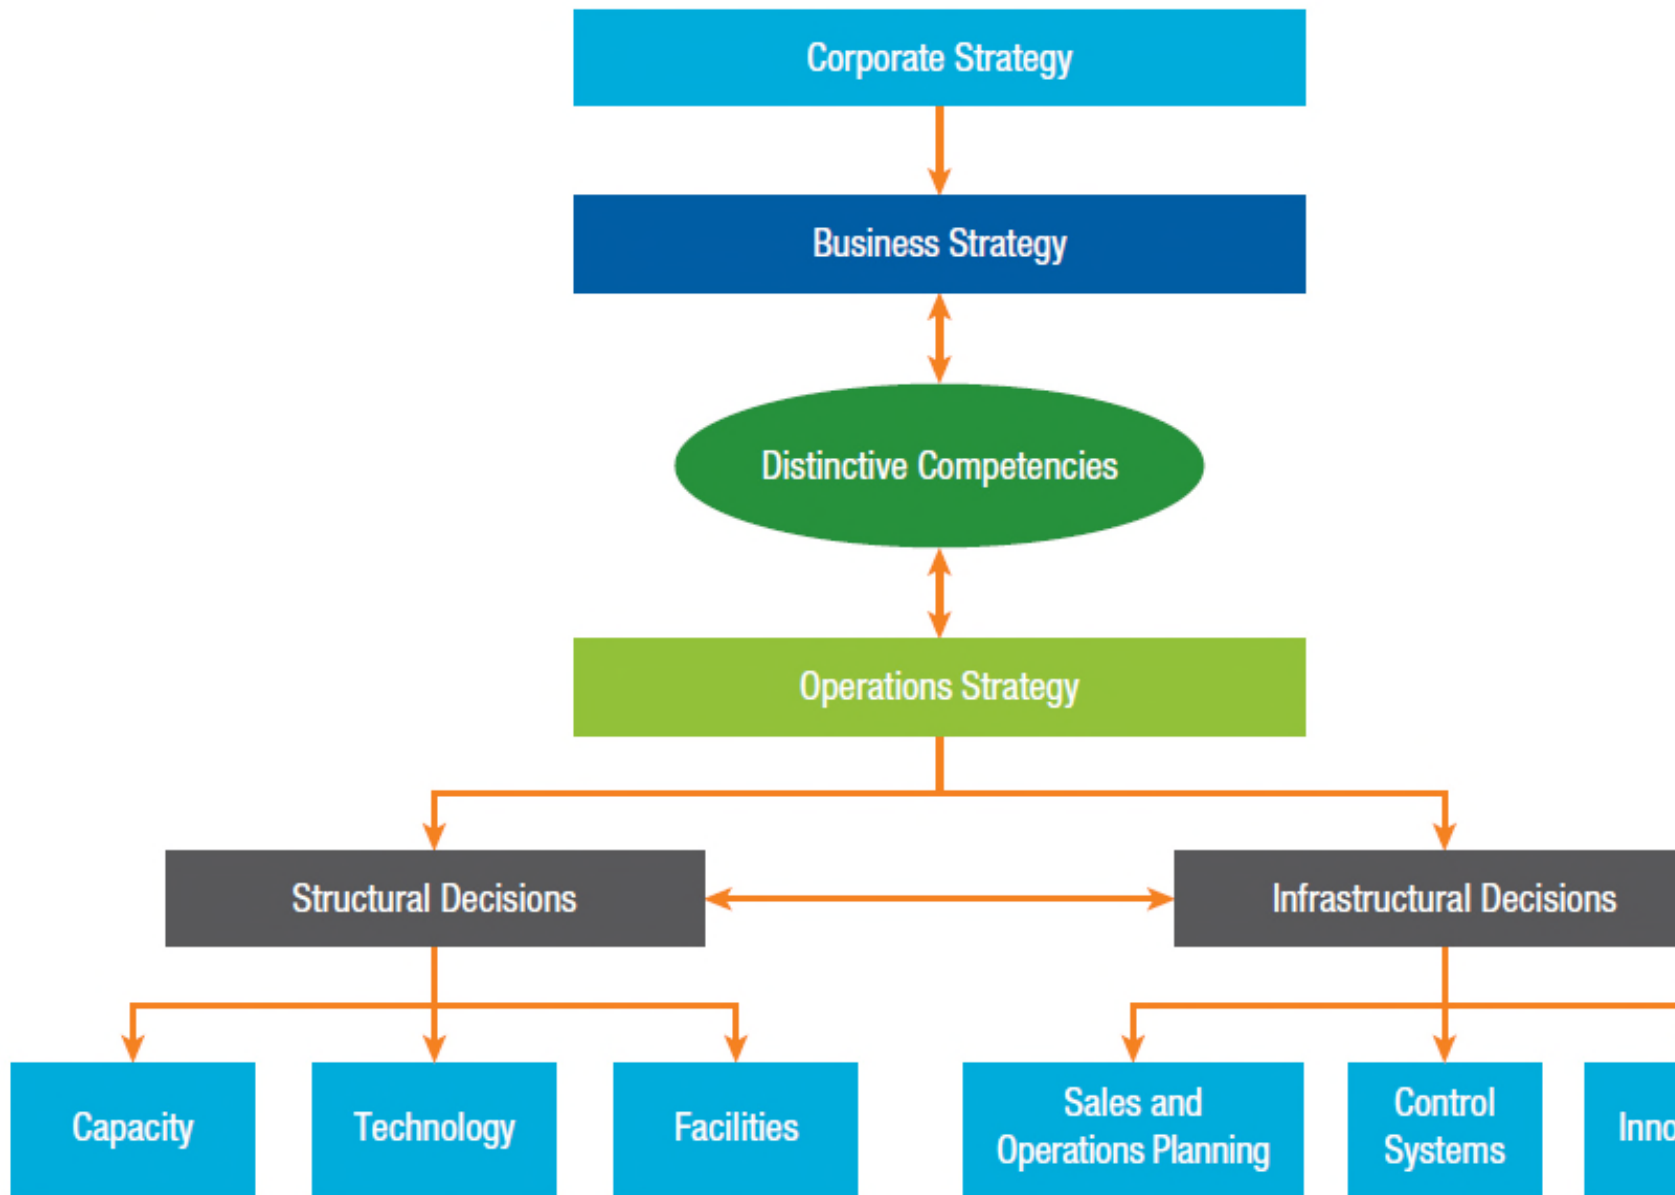 Corporate Strategy
Business Strategy
Distinctive Competencies
Operations Strategy
Structural Decisions
Infrastructural Decisions
Capacity
Technology
Facilities
Sales and
Operations Planning
Control
Systems